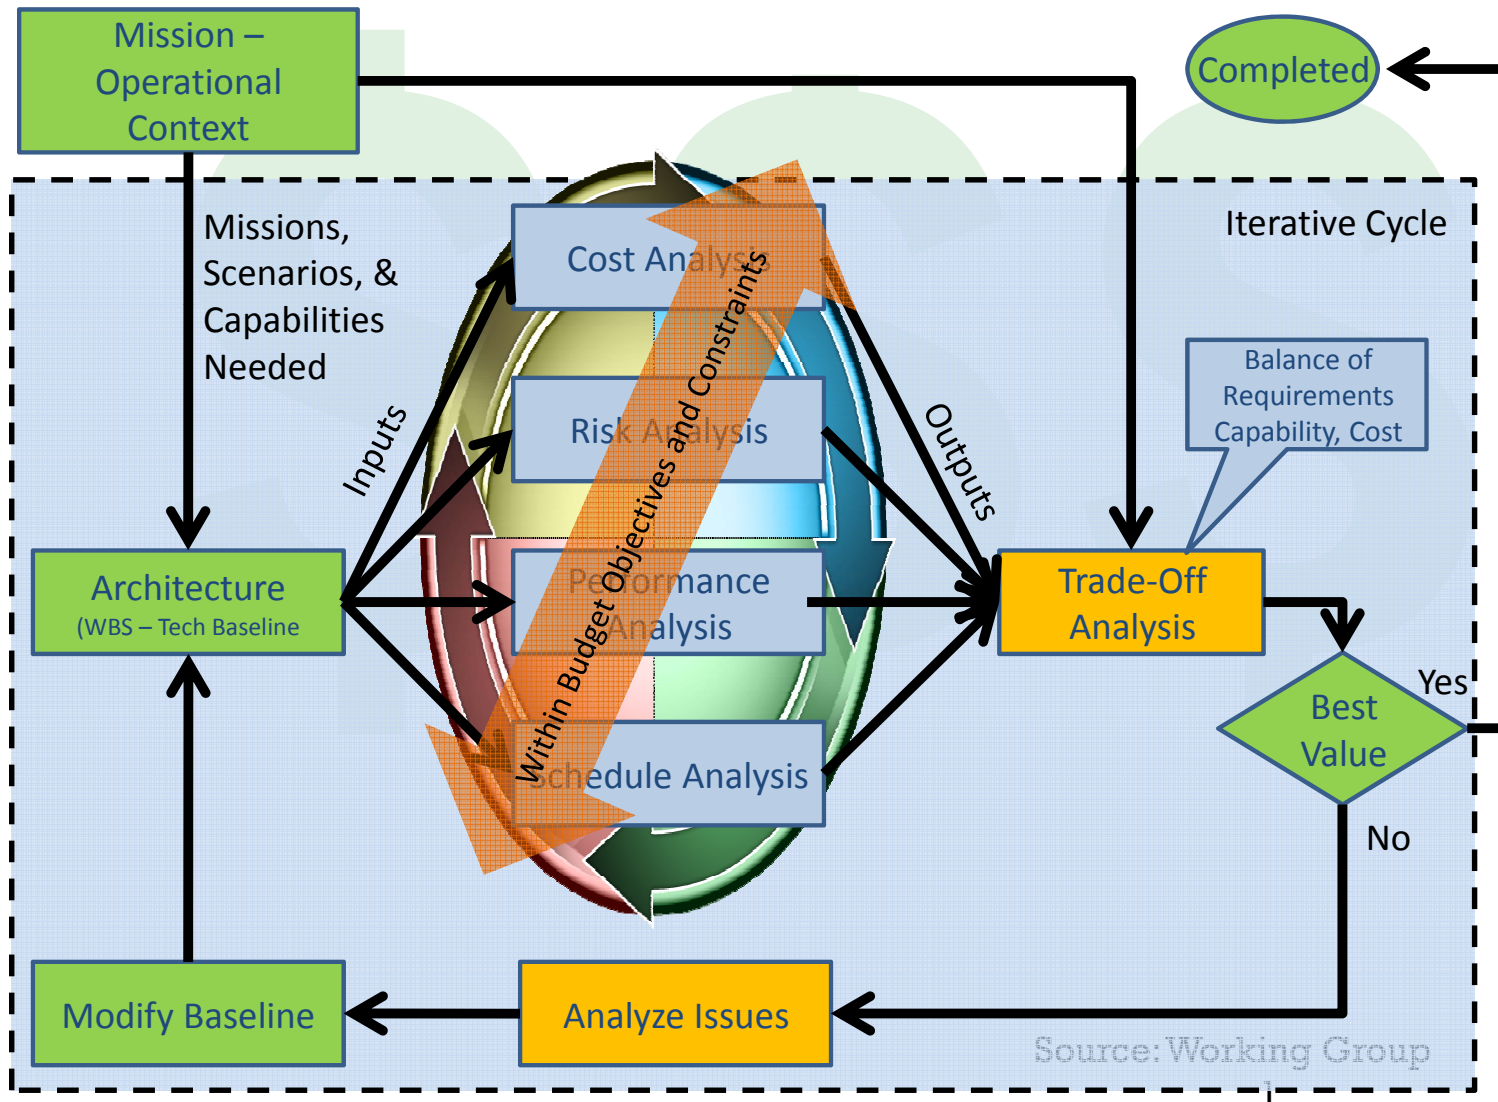 Mission –
Operational
Context
Completed
Iterative Cycle
Missions,
Scenarios, &
Capabilities
Needed
Inputs
Cost Analysis
Risk Analysis
Performance
Analysis
Schedule Analysis
Within Budget Objectives and Constraints
Outputs
Balance of
Requirements
Capability, Cost
Architecture
(WBS – Tech Baseline
Trade-Off
Analysis
Best
Value
Yes
No
Modify Baseline
Analyze Issues
Source: Working Group